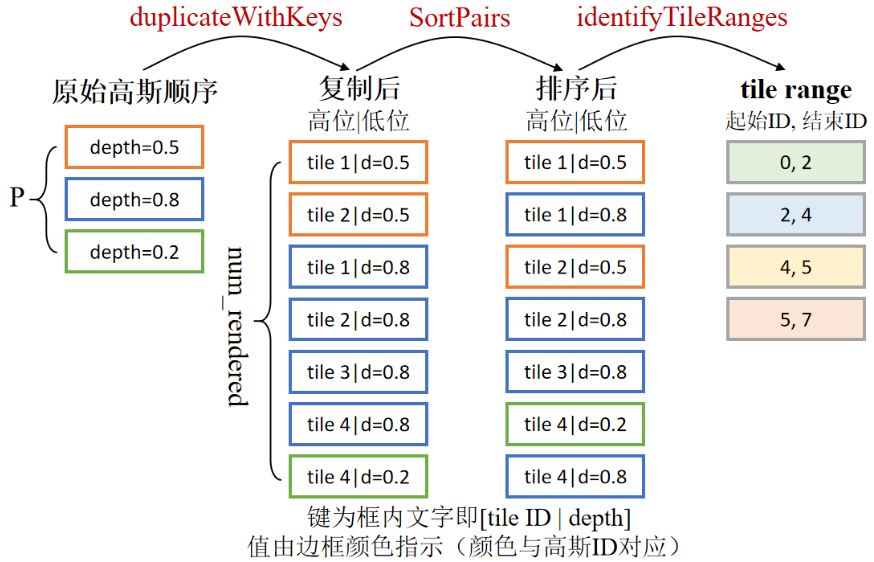 duplicateWithKeys
SortPairs
identifyTileRanges
原始高斯顺序
复制后
排序后
tile range
高位|低位
高位|低位
起始ID, 结束ID
P
depth=0.5
depth=0.8
depth=0.2
num_rendered
tile 1|d=0.5
tile 2|d=0.5
tile 1|d=0.8
tile 2|d=0.8
tile 3|d=0.8
tile 4|d=0.8
tile 4|d=0.2
tile 1|d=0.5
tile 1|d=0.8
tile 2|d=0.5
tile 2|d=0.8
tile 3|d=0.8
tile 4|d=0.2
tile 4|d=0.8
0, 2
2, 4
4, 5
5, 7
键为框内文字即[tile ID | depth]
值由边框颜色指示（颜色与高斯ID对应）